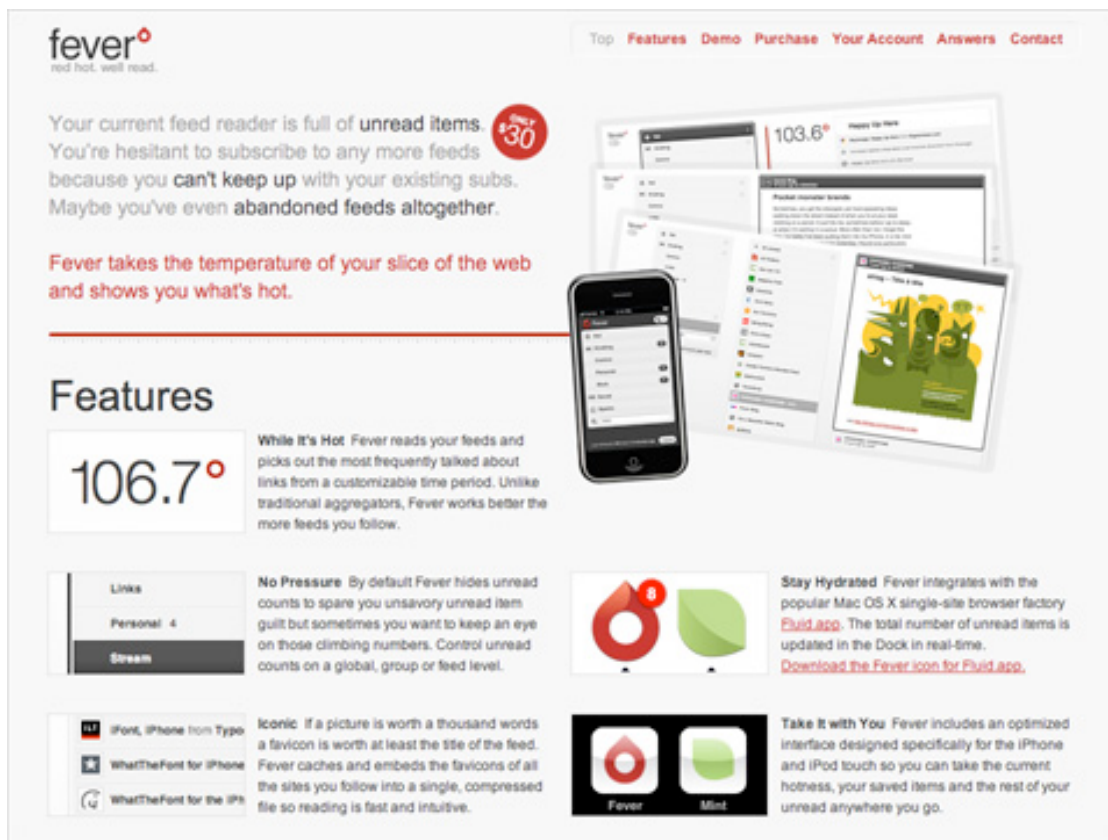 fever°
red hot. well read.
Top Features Demo Purchase Your Account Answers Contact
Your current feed reader is full of unread items.
You're hesitant to subscribe to any more feeds
because you can't keep up with your existing subs.
Maybe you've even abandoned feeds altogether.
ONLY
$30
Fever takes the temperature of your slice of the web
and shows you what's hot.
103.6°
Happy Up Here
Pocket monster brands
Fever
Features
106.7°
While It's Hot Fever reads your feeds and
picks out the most frequently talked about
links from a customizable time period. Unlike
traditional aggregators, Fever works better the
more feeds you follow.
Links
Personal 4
Stream
No Pressure By default Fever hides unread
counts to spare you unsavory unread item
guilt but sometimes you want to keep an eye
on those climbing numbers. Control unread
counts on a global, group or feed level.
8
Stay Hydrated Fever integrates with the
popular Mac OS X single-site browser factory
Fluid.app. The total number of unread items is
updated in the Dock in real-time.
Download the Fever icon for Fluid.app.
ILT
iFont, iPhone from Typo
WhatTheFont for iPhone
WhatTheFont for the iPh
Iconic If a picture is worth a thousand words
a favicon is worth at least the title of the feed.
Fever caches and embeds the favicons of all
the sites you follow into a single, compressed
file so reading is fast and intuitive.
Fever Mint
Take It with You Fever includes an optimized
interface designed specifically for the iPhone
and iPod touch so you can take the current
hotness, your saved items and the rest of your
unread anywhere you go.